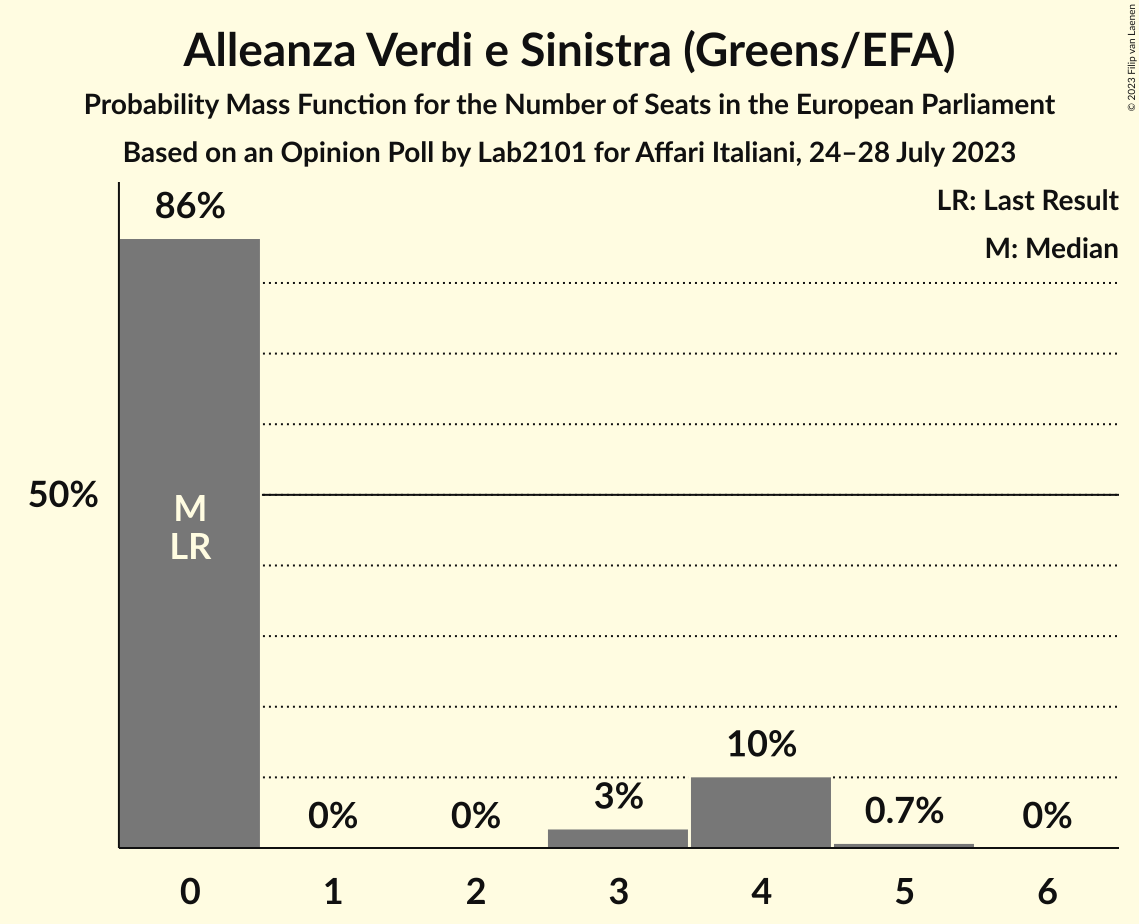 © 2023 Filip van Laenen
Alleanza Verdi e Sinistra (Greens/EFA)
Probability Mass Function for the Number of Seats in the European Parliament
Based on an Opinion Poll by Lab2101 for Affari Italiani, 24–28 July 2023
LR: Last Result
M: Median
86%
50%
M
LR
0%
0%
3%
10%
0.7%
0%
0 1 2 3 4 5 6